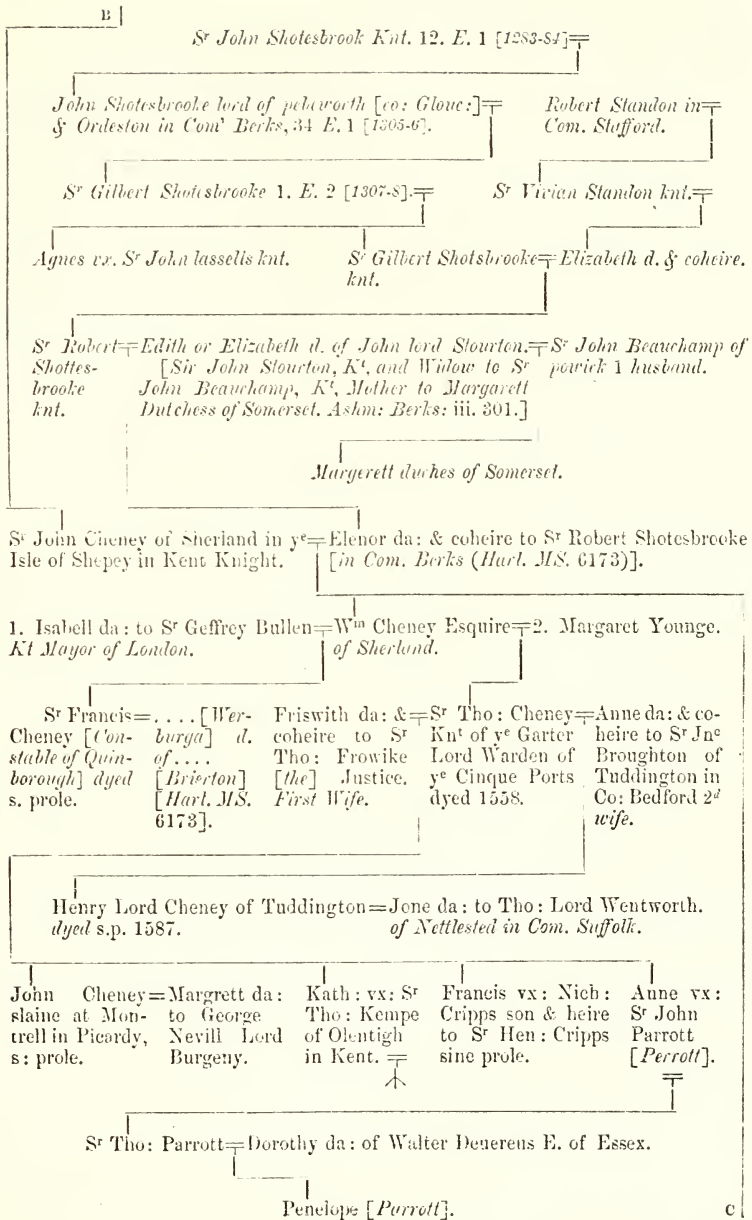 B
Sʳ John Shotesbrook Knt. 12. E. 1 [1283-84]
John Shotesbrooke lord of pebworth [co: Glouc:] Robert Standon in
& Ordeston in Com' Berks, 34 E. 1 [1305-6]. Com. Stafford.
Sʳ Gilbert Shotesbrooke 1. E. 2 [1307-8]. Sʳ Vivian Standon knt.
Agnes vx. Sʳ John lassells knt. Sʳ Gilbert Shotsbrooke Elizabeth d. & coheire.
knt.
Sʳ Robert Edith or Elizabeth d. of John lord Stourton. Sʳ John Beauchamp of
Shottes- [Sir John Stourton, Kᵗ, and Widow to Sʳ powick 1 husband.
brooke John Beauchamp, Kᵗ, Mother to Margarett
knt. Dutchess of Somerset. Ashm: Berks: iii. 301.]
Margerett duches of Somerset.
Sʳ John Cheney of Sherland in yᵉ Elenor da: & coheire to Sʳ Robert Shotesbrooke
Isle of Shepey in Kent Knight. [in Com. Berks (Harl. MS. 6173)].
1. Isabell da: to Sʳ Geffrey Bullen Wᵐ Cheney Esquire 2. Margaret Younge.
Kt Mayor of London. of Sherland.
Sʳ Francis = . . . . [Wer- Friswith da: & Sʳ Tho: Cheney Anne da: & co-
Cheney [Con- burga] d. coheire to Sʳ Knᵗ of yᵉ Garter heire to Sʳ Jnᵒ
stable of Quin- of . . . . Tho: Frowike Lord Warden of Broughton of
borough] dyed [Brierton] [the] Justice. yᵉ Cinque Ports Tuddington in
s. prole. [Harl. MS. First Wife. dyed 1558. Co: Bedford 2ᵈ
6173]. wife.
Henry Lord Cheney of Tuddington = Jone da: to Tho: Lord Wentworth.
dyed s.p. 1587. of Nettlested in Com. Suffolk.
John Cheney = Margrett da: Kath: vx: Sʳ Francis vx: Nich: Anne vx:
slaine at Mon- to George Tho: Kempe Cripps son & heire Sʳ John
trell in Picardy, Nevill Lord of Olentigh to Sʳ Hen: Cripps Parrott
s: prole. Burgeny. in Kent. sine prole. [Perrott].
Sʳ Tho: Parrott Dorothy da: of Walter Deuereus E. of Essex.
Penelope [Parrott]. C